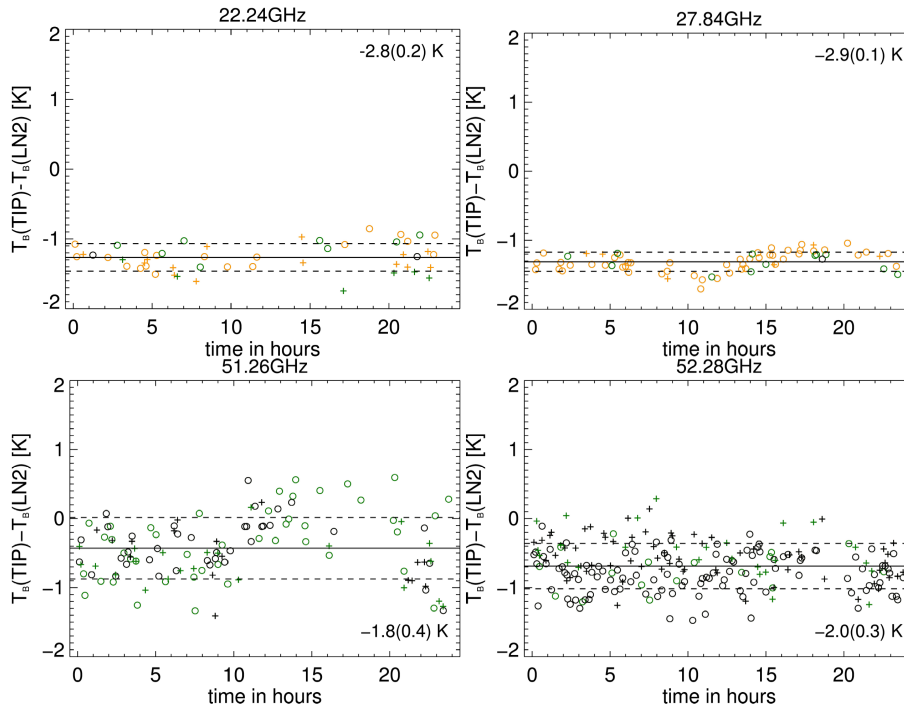 22.24GHz
T_B(TIP)-T_B(LN2) [K]
2
1
0
-1
-2
-2.8(0.2) K
0 5 10 15 20
time in hours
27.84GHz
T_B(TIP)−T_B(LN2) [K]
2
1
0
−1
−2
−2.9(0.1) K
0 5 10 15 20
time in hours
51.26GHz
T_B(TIP)−T_B(LN2) [K]
2
1
0
−1
−2
−1.8(0.4) K
0 5 10 15 20
time in hours
52.28GHz
T_B(TIP)−T_B(LN2) [K]
2
1
0
−1
−2
−2.0(0.3) K
0 5 10 15 20
time in hours